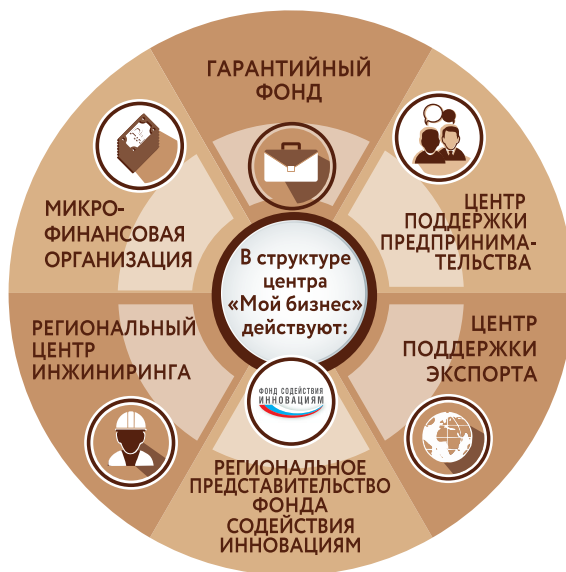 ГАРАНТИЙНЫЙ
ФОНД
ЦЕНТР
ПОДДЕРЖКИ
ПРЕДПРИНИМА-
ТЕЛЬСТВА
МИКРО-
ФИНАНСОВАЯ
ОРГАНИЗАЦИЯ
В структуре
центра
«Мой бизнес»
действуют:
РЕГИОНАЛЬНЫЙ
ЦЕНТР
ИНЖИНИРИНГА
ЦЕНТР
ПОДДЕРЖКИ
ЭКСПОРТА
ФОНД СОДЕЙСТВИЯ
ИННОВАЦИЯМ
РЕГИОНАЛЬНОЕ
ПРЕДСТАВИТЕЛЬСТВО
ФОНДА
СОДЕЙСТВИЯ
ИННОВАЦИЯМ